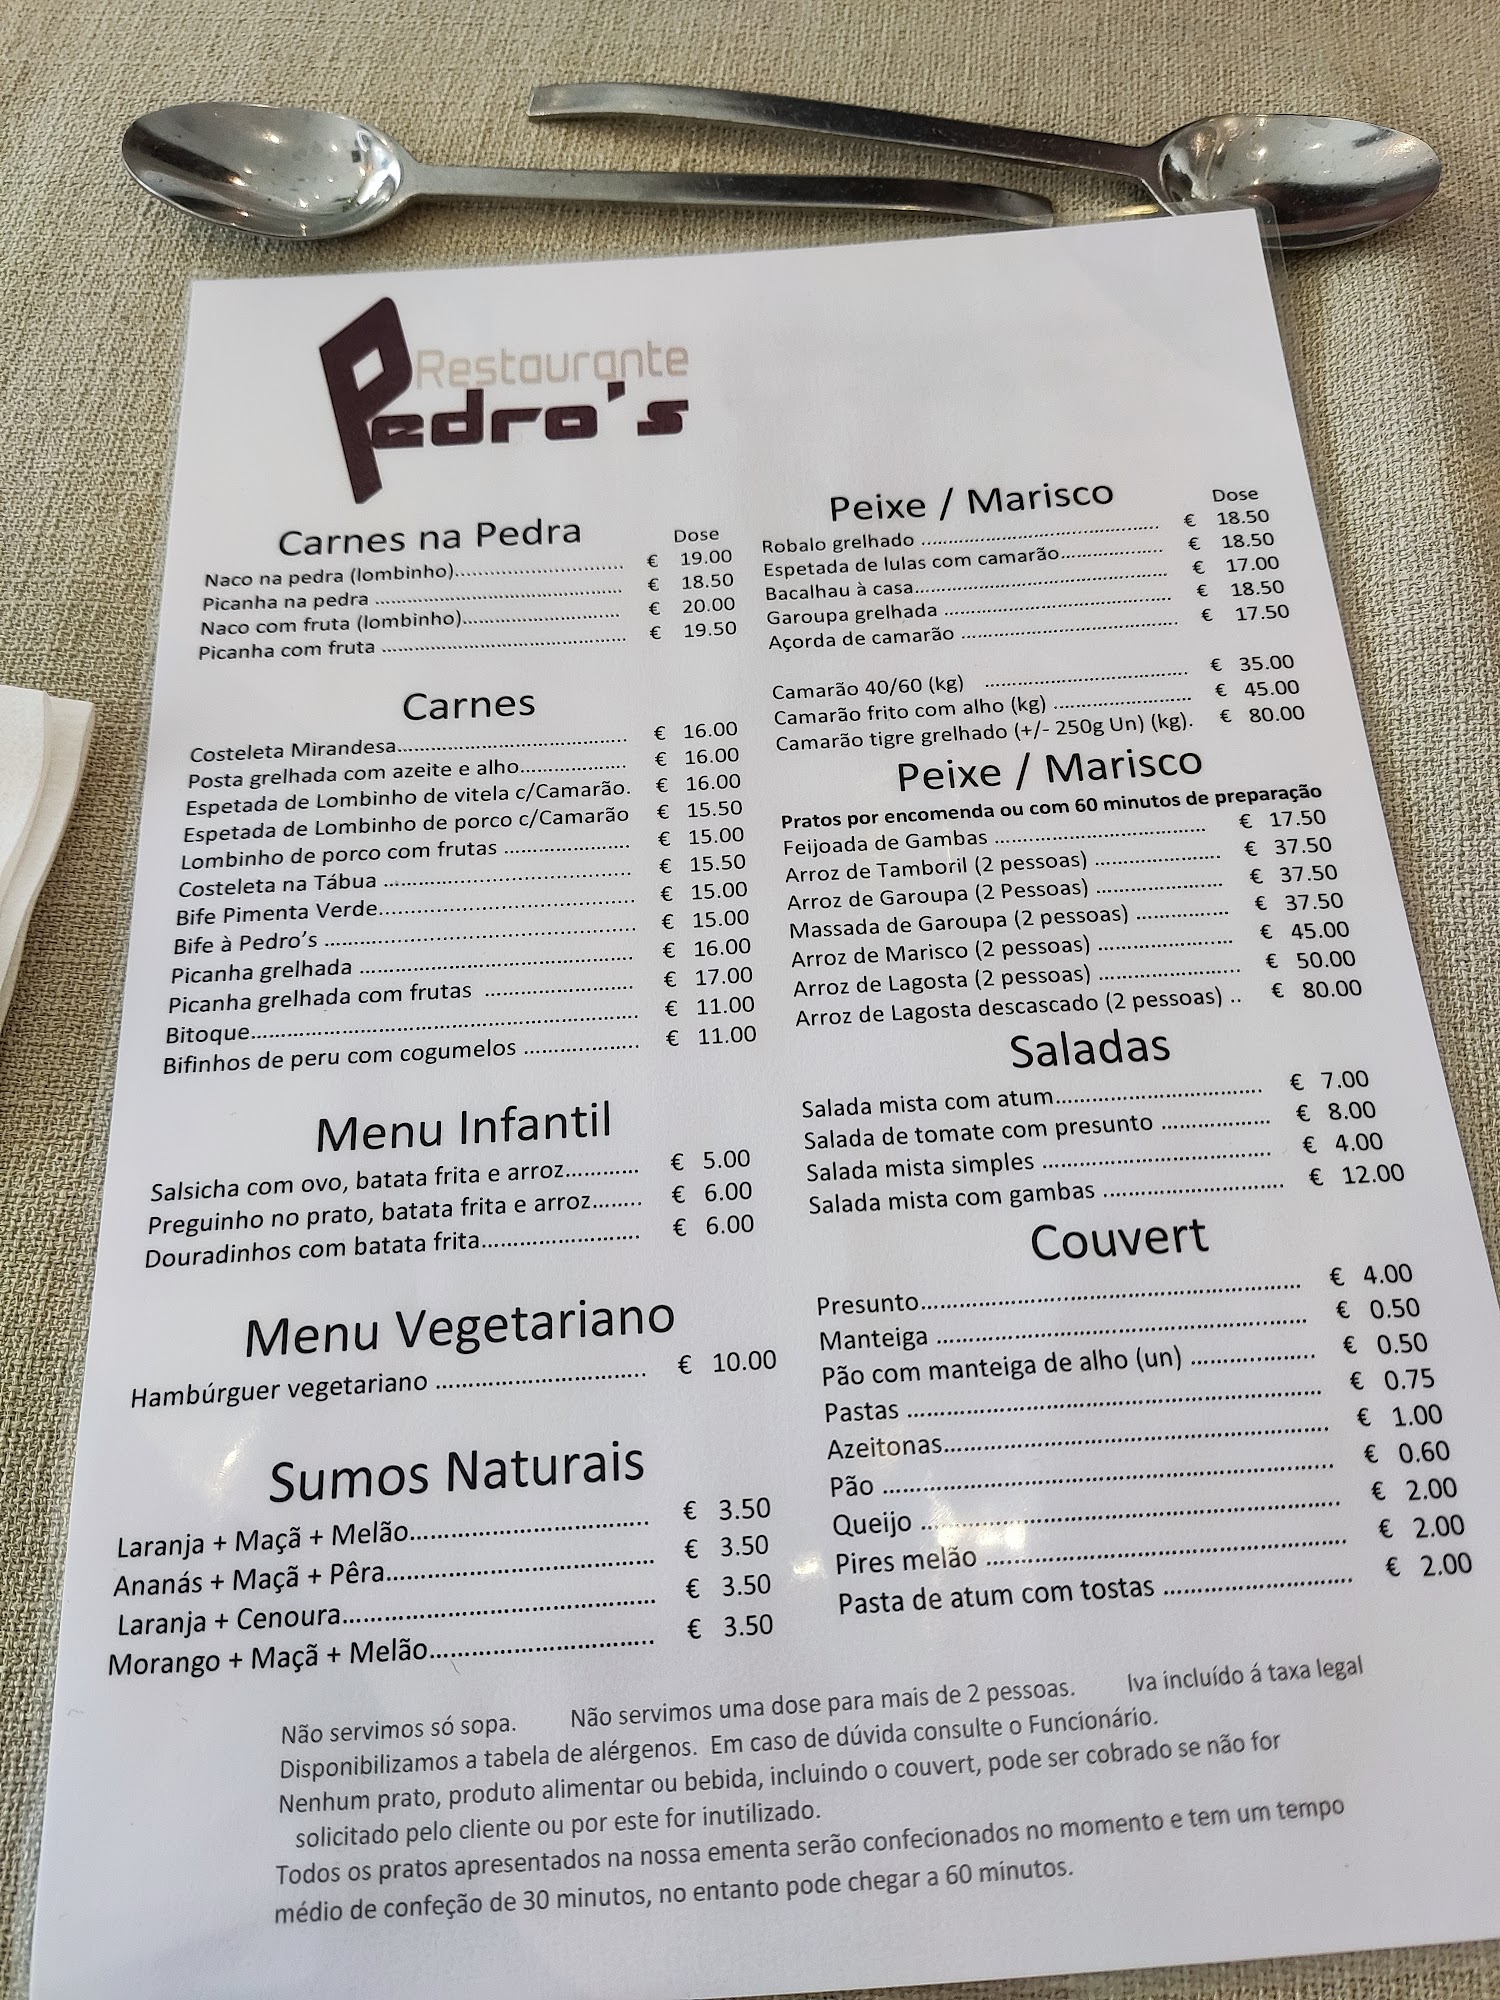 Restaurante
Pedro's
Carnes na Pedra
Dose
Naco na pedra (lombinho)............................ € 19.00
Picanha na pedra ......................................... € 18.50
Naco com fruta (lombinho).......................... € 20.00
Picanha com fruta ........................................ € 19.50
Carnes
Costeleta Mirandesa..................................... € 16.00
Posta grelhada com azeite e alho................. € 16.00
Espetada de Lombinho de vitela c/Camarão. € 16.00
Espetada de Lombinho de porco c/Camarão € 15.50
Lombinho de porco com frutas .................... € 15.00
Costeleta na Tábua ....................................... € 15.50
Bife Pimenta Verde........................................ € 15.00
Bife à Pedro's ................................................. € 15.00
Picanha grelhada ........................................... € 16.00
Picanha grelhada com frutas ....................... € 17.00
Bitoque............................................................ € 11.00
Bifinhos de peru com cogumelos .................. € 11.00
Menu Infantil
Salsicha com ovo, batata frita e arroz........... € 5.00
Preguinho no prato, batata frita e arroz....... € 6.00
Douradinhos com batata frita....................... € 6.00
Menu Vegetariano
Hambúrguer vegetariano .............................. € 10.00
Sumos Naturais
Laranja + Maçã + Melão.................................. € 3.50
Ananás + Maçã + Pêra..................................... € 3.50
Laranja + Cenoura........................................... € 3.50
Morango + Maçã + Melão............................... € 3.50
Peixe / Marisco
Dose
Robalo grelhado ........................................... € 18.50
Espetada de lulas com camarão.................. € 18.50
Bacalhau à casa............................................. € 17.00
Garoupa grelhada ........................................ € 18.50
Açorda de camarão ...................................... € 17.50
Camarão 40/60 (kg) .................................... € 35.00
Camarão frito com alho (kg) ........................ € 45.00
Camarão tigre grelhado (+/- 250g Un) (kg). € 80.00
Peixe / Marisco
Pratos por encomenda ou com 60 minutos de preparação
Feijoada de Gambas ................................... € 17.50
Arroz de Tamboril (2 pessoas) ..................... € 37.50
Arroz de Garoupa (2 Pessoas) ..................... € 37.50
Massada de Garoupa (2 pessoas) ............... € 37.50
Arroz de Marisco (2 pessoas) ...................... € 45.00
Arroz de Lagosta (2 pessoas) ....................... € 50.00
Arroz de Lagosta descascado (2 pessoas) .. € 80.00
Saladas
Salada mista com atum................................ € 7.00
Salada de tomate com presunto ................. € 8.00
Salada mista simples ................................... € 4.00
Salada mista com gambas ........................... € 12.00
Couvert
Presunto........................................................ € 4.00
Manteiga ...................................................... € 0.50
Pão com manteiga de alho (un) .................. € 0.50
Pastas ............................................................ € 0.75
Azeitonas....................................................... € 1.00
Pão ................................................................ € 0.60
Queijo ........................................................... € 2.00
Pires melão .................................................. € 2.00
Pasta de atum com tostas ........................... € 2.00
Não servimos só sopa. Não servimos uma dose para mais de 2 pessoas. Iva incluído á taxa legal
Disponibilizamos a tabela de alérgenos. Em caso de dúvida consulte o Funcionário.
Nenhum prato, produto alimentar ou bebida, incluindo o couvert, pode ser cobrado se não for
solicitado pelo cliente ou por este for inutilizado.
Todos os pratos apresentados na nossa ementa serão confecionados no momento e tem um tempo
médio de confeção de 30 minutos, no entanto pode chegar a 60 minutos.